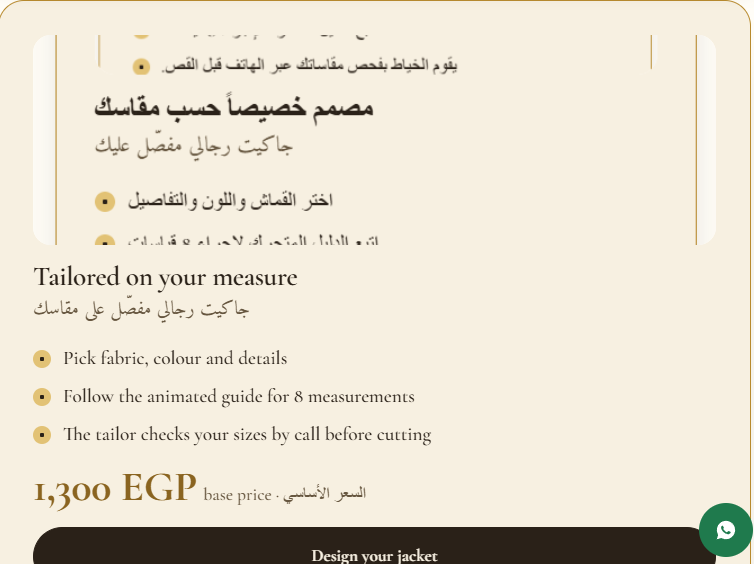 يقوم الخياط بفحص مقاساتك عبر الهاتف قبل القص.
مصمم خصيصاً حسب مقاسك
جاكيت رجالي مفصّل عليك
اختر القماش واللون والتفاصيل
Tailored on your measure
جاكيت رجالي مفصّل على مقاسك
Pick fabric, colour and details
Follow the animated guide for 8 measurements
The tailor checks your sizes by call before cutting
1,300 EGP base price · السعر الأساسي
Design your jacket